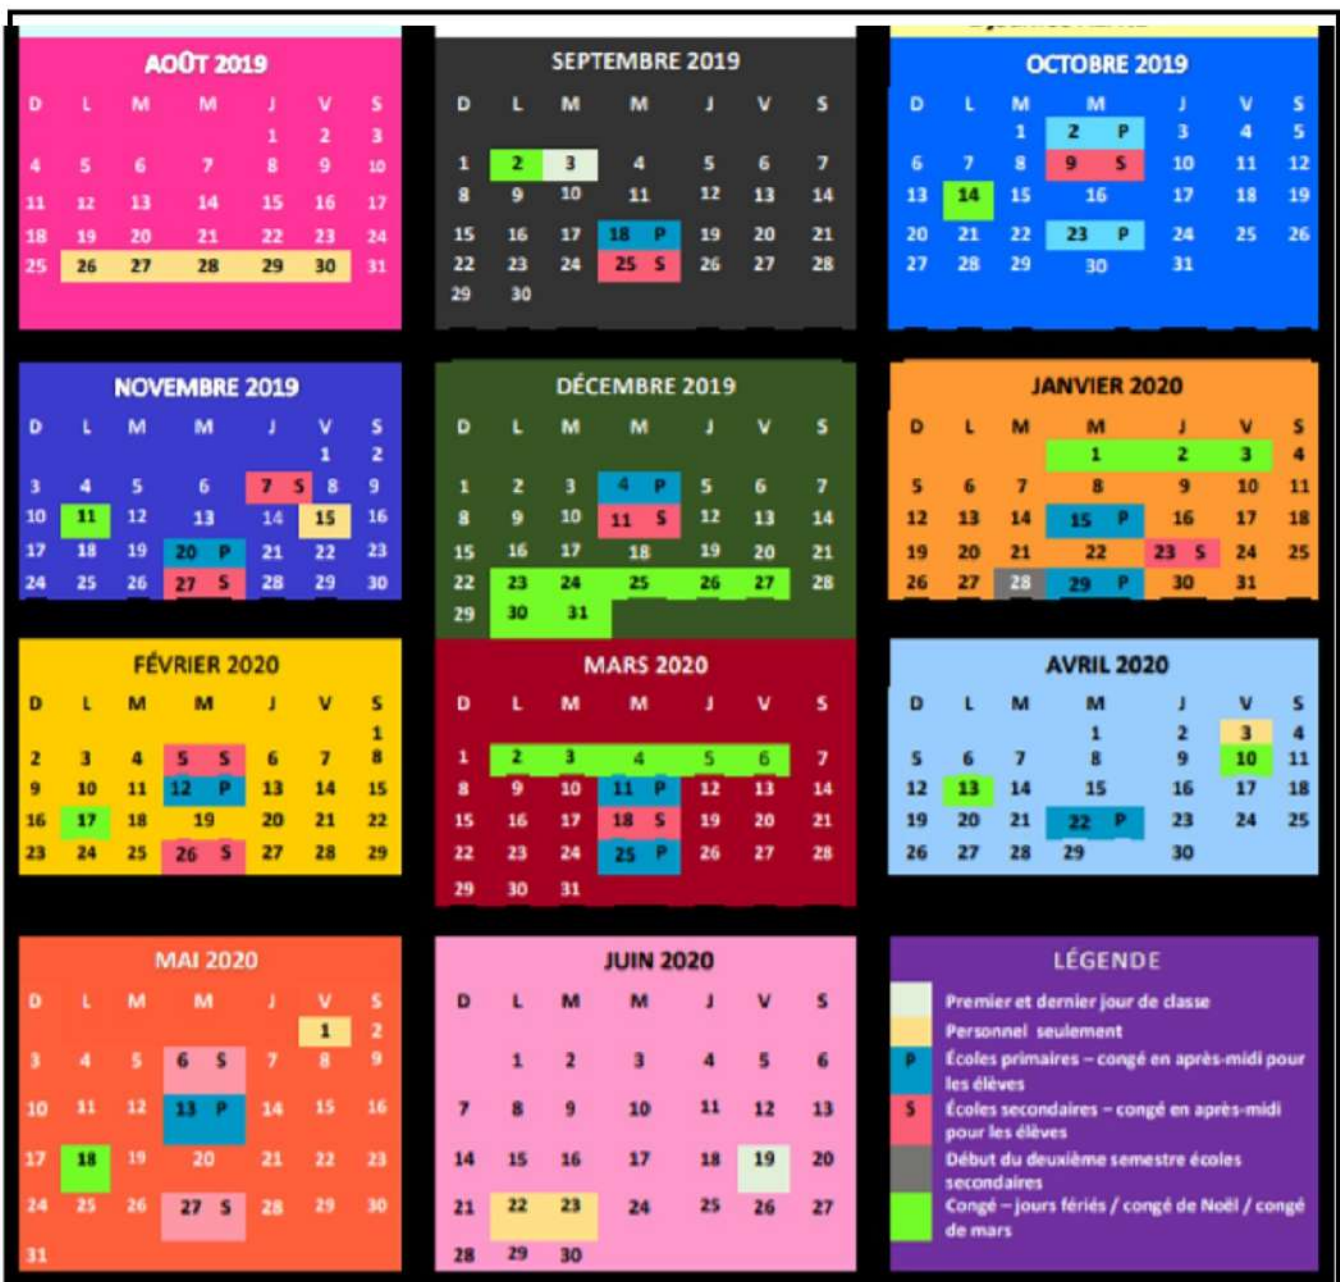 AOÛT 2019
D L M M J V S
1 2 3
4 5 6 7 8 9 10
11 12 13 14 15 16 17
18 19 20 21 22 23 24
25 26 27 28 29 30 31
SEPTEMBRE 2019
D L M M J V S
1 2 3 4 5 6 7
8 9 10 11 12 13 14
15 16 17 18 P 19 20 21
22 23 24 25 S 26 27 28
29 30
OCTOBRE 2019
D L M M J V S
1 2 P 3 4 5
6 7 8 9 S 10 11 12
13 14 15 16 17 18 19
20 21 22 23 P 24 25 26
27 28 29 30 31
NOVEMBRE 2019
D L M M J V S
1 2
3 4 5 6 7 S 8 9
10 11 12 13 14 15 16
17 18 19 20 P 21 22 23
24 25 26 27 S 28 29 30
DÉCEMBRE 2019
D L M M J V S
1 2 3 4 P 5 6 7
8 9 10 11 S 12 13 14
15 16 17 18 19 20 21
22 23 24 25 26 27 28
29 30 31
JANVIER 2020
D L M M J V S
1 2 3 4
5 6 7 8 9 10 11
12 13 14 15 P 16 17 18
19 20 21 22 23 S 24 25
26 27 28 29 P 30 31
FÉVRIER 2020
D L M M J V S
1
2 3 4 5 S 6 7 8
9 10 11 12 P 13 14 15
16 17 18 19 20 21 22
23 24 25 26 S 27 28 29
MARS 2020
D L M M J V S
1 2 3 4 5 6 7
8 9 10 11 P 12 13 14
15 16 17 18 S 19 20 21
22 23 24 25 P 26 27 28
29 30 31
AVRIL 2020
D L M M J V S
1 2 3 4
5 6 7 8 9 10 11
12 13 14 15 16 17 18
19 20 21 22 P 23 24 25
26 27 28 29 30
MAI 2020
D L M M J V S
1 2
3 4 5 6 S 7 8 9
10 11 12 13 P 14 15 16
17 18 19 20 21 22 23
24 25 26 27 S 28 29 30
31
JUIN 2020
D L M M J V S
1 2 3 4 5 6
7 8 9 10 11 12 13
14 15 16 17 18 19 20
21 22 23 24 25 26 27
28 29 30
LÉGENDE
Premier et dernier jour de classe
Personnel seulement
P Écoles primaires – congé en après-midi pour
les élèves
S Écoles secondaires – congé en après-midi
pour les élèves
Début du deuxième semestre écoles
secondaires
Congé – jours fériés / congé de Noël / congé
de mars